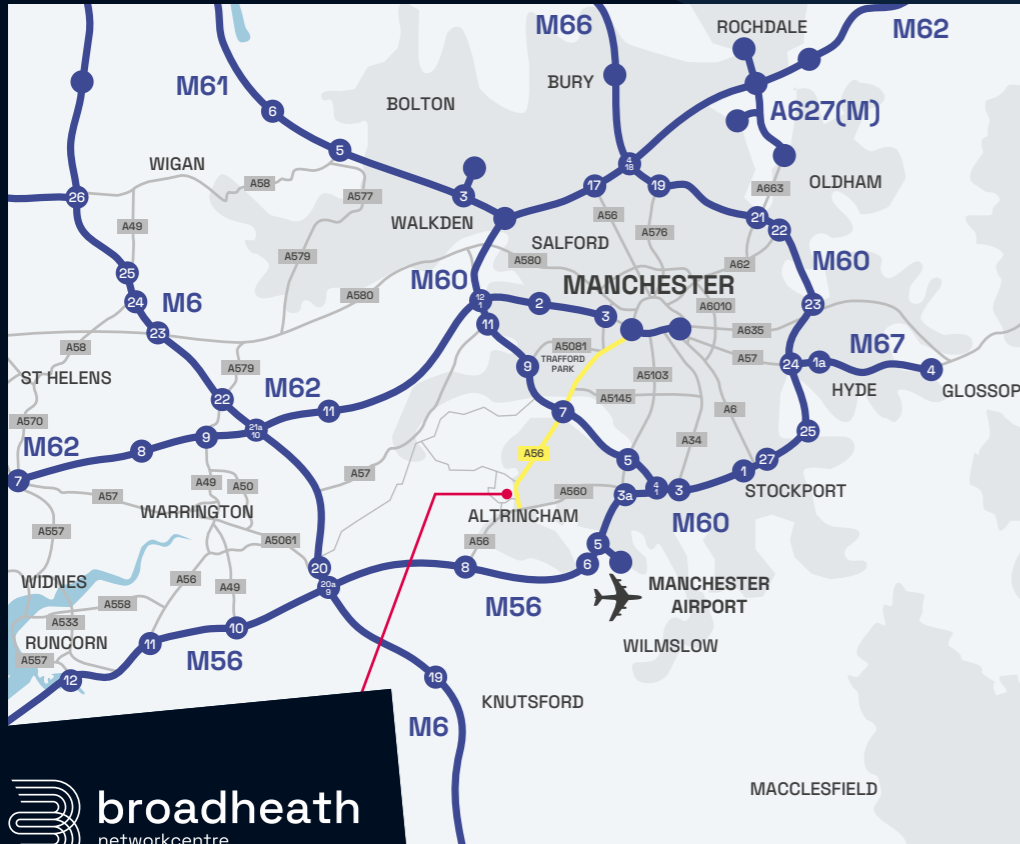 M66
ROCHDALE
M62
M61
BURY
BOLTON
A627(M)
6
5
4
18
WIGAN
A58
A577
3
17
19
A663
OLDHAM
26
WALKDEN
A56
A576
21
22
A49
SALFORD
A579
A580
A62
M60
M60
25
MANCHESTER
24
M6
A580
12
1
2
3
A6010
23
23
11
A635
A58
A5081
TRAFFORD
PARK
A57
M67
A579
9
24
1a
4
ST HELENS
A5103
HYDE
GLOSSOP
M62
22
A5145
A570
11
7
A6
21a
10
9
M62
8
A34
25
A56
7
A57
5
27
1
A49
A50
A560
3a
4
1
3
STOCKPORT
A57
WARRINGTON
ALTRINCHAM
M60
A557
A5061
A56
5
20
8
6
WIDNES
A56
A49
20a
9
MANCHESTER
AIRPORT
A558
M56
A533
10
RUNCORN
11
WILMSLOW
A557
M56
12
19
KNUTSFORD
M6
MACCLESFIELD
broadheath
networkcentre